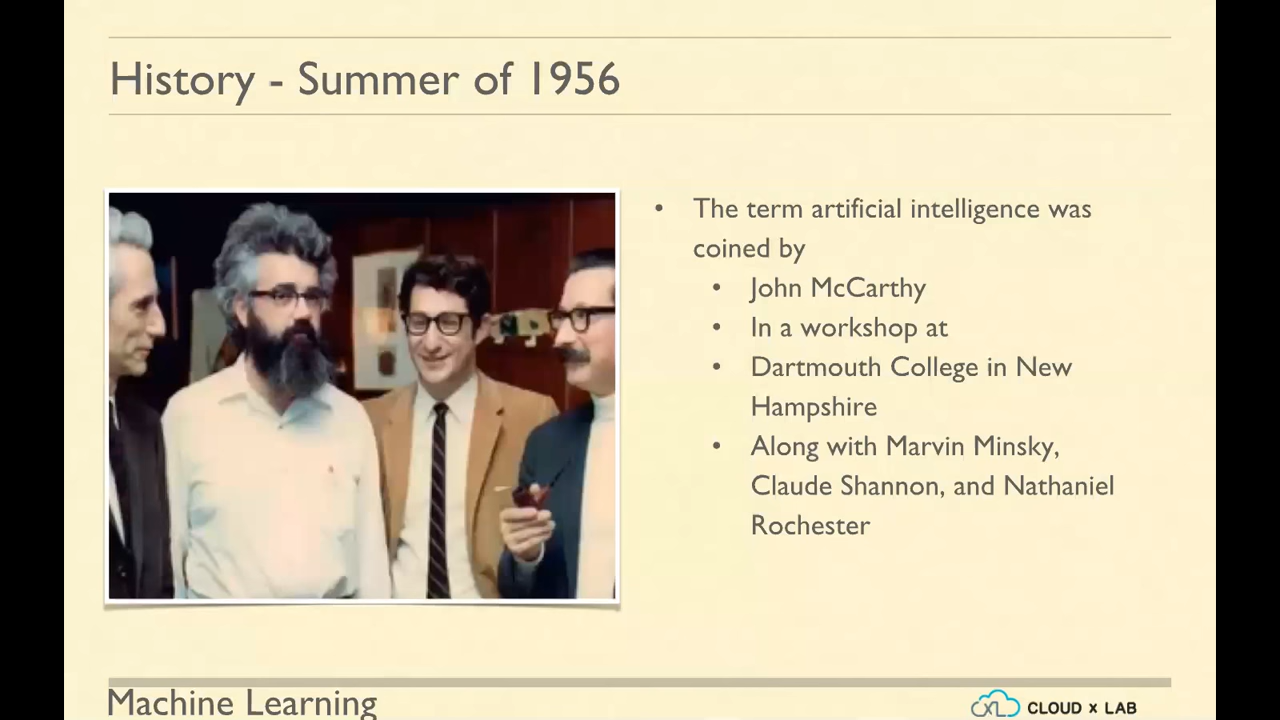 History - Summer of 1956
• The term artificial intelligence was
coined by
• John McCarthy
• In a workshop at
• Dartmouth College in New
Hampshire
• Along with Marvin Minsky,
Claude Shannon, and Nathaniel
Rochester
Machine Learning
CLOUD x LAB